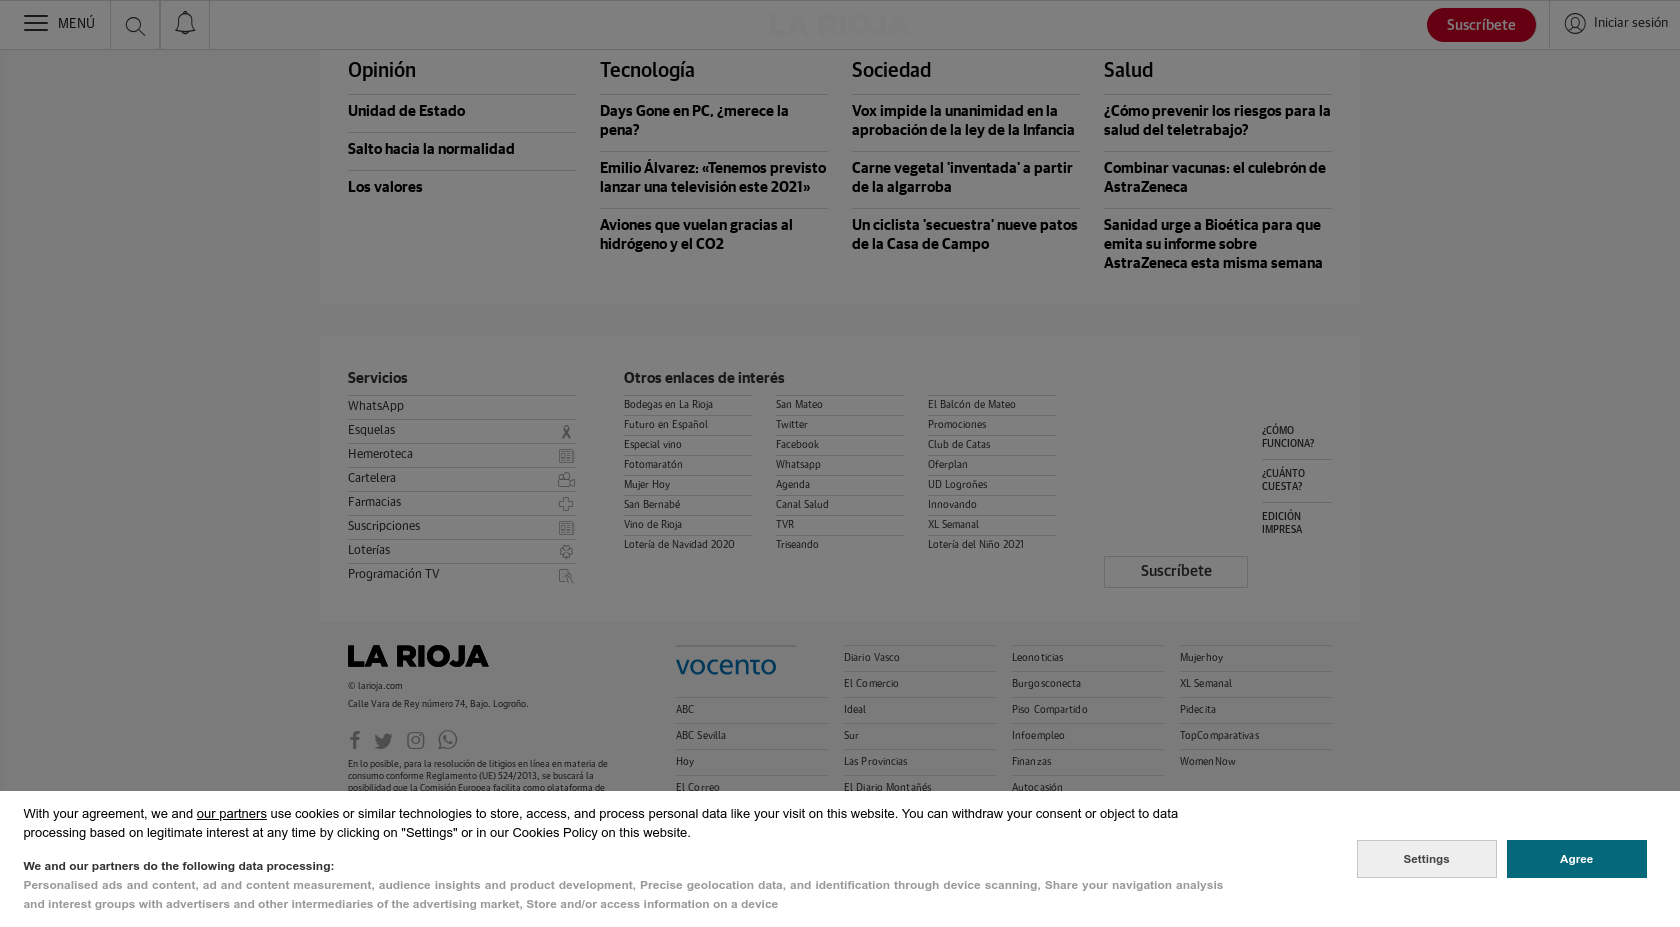 MENÚ
LA RIOJA
Suscríbete
Iniciar sesión
Opinión
Unidad de Estado
Salto hacia la normalidad
Los valores
Tecnología
Days Gone en PC, ¿merece la
pena?
Emilio Álvarez: «Tenemos previsto
lanzar una televisión este 2021»
Aviones que vuelan gracias al
hidrógeno y el CO2
Sociedad
Vox impide la unanimidad en la
aprobación de la ley de la Infancia
Carne vegetal 'inventada' a partir
de la algarroba
Un ciclista 'secuestra' nueve patos
de la Casa de Campo
Salud
¿Cómo prevenir los riesgos para la
salud del teletrabajo?
Combinar vacunas: el culebrón de
AstraZeneca
Sanidad urge a Bioética para que
emita su informe sobre
AstraZeneca esta misma semana
Servicios
WhatsApp
Esquelas
Hemeroteca
Cartelera
Farmacias
Suscripciones
Loterías
Programación TV
Otros enlaces de interés
Bodegas en La Rioja
Futuro en Español
Especial vino
Fotomaratón
Mujer Hoy
San Bernabé
Vino de Rioja
Lotería de Navidad 2020
San Mateo
Twitter
Facebook
Whatsapp
Agenda
Canal Salud
TVR
Triseando
El Balcón de Mateo
Promociones
Club de Catas
Oferplan
UD Logroñes
Innovando
XL Semanal
Lotería del Niño 2021
¿CÓMO
FUNCIONA?
¿CUÁNTO
CUESTA?
EDICIÓN
IMPRESA
Suscríbete
LA RIOJA
© larioja.com
Calle Vara de Rey número 74, Bajo. Logroño.
En lo posible, para la resolución de litigios en línea en materia de
consumo conforme Reglamento (UE) 524/2013, se buscará la
posibilidad que la Comisión Europea facilita como plataforma de
vocento
ABC
ABC Sevilla
Hoy
El Correo
Diario Vasco
El Comercio
Ideal
Sur
Las Provincias
El Diario Montañés
Leonoticias
Burgosconecta
Piso Compartido
Infoempleo
Finanzas
Autocasión
Mujerhoy
XL Semanal
Pidecita
TopComparativas
WomenNow
With your agreement, we and our partners use cookies or similar technologies to store, access, and process personal data like your visit on this website. You can withdraw your consent or object to data
processing based on legitimate interest at any time by clicking on "Settings" or in our Cookies Policy on this website.
We and our partners do the following data processing:
Personalised ads and content, ad and content measurement, audience insights and product development, Precise geolocation data, and identification through device scanning, Share your navigation analysis
and interest groups with advertisers and other intermediaries of the advertising market, Store and/or access information on a device
Settings
Agree